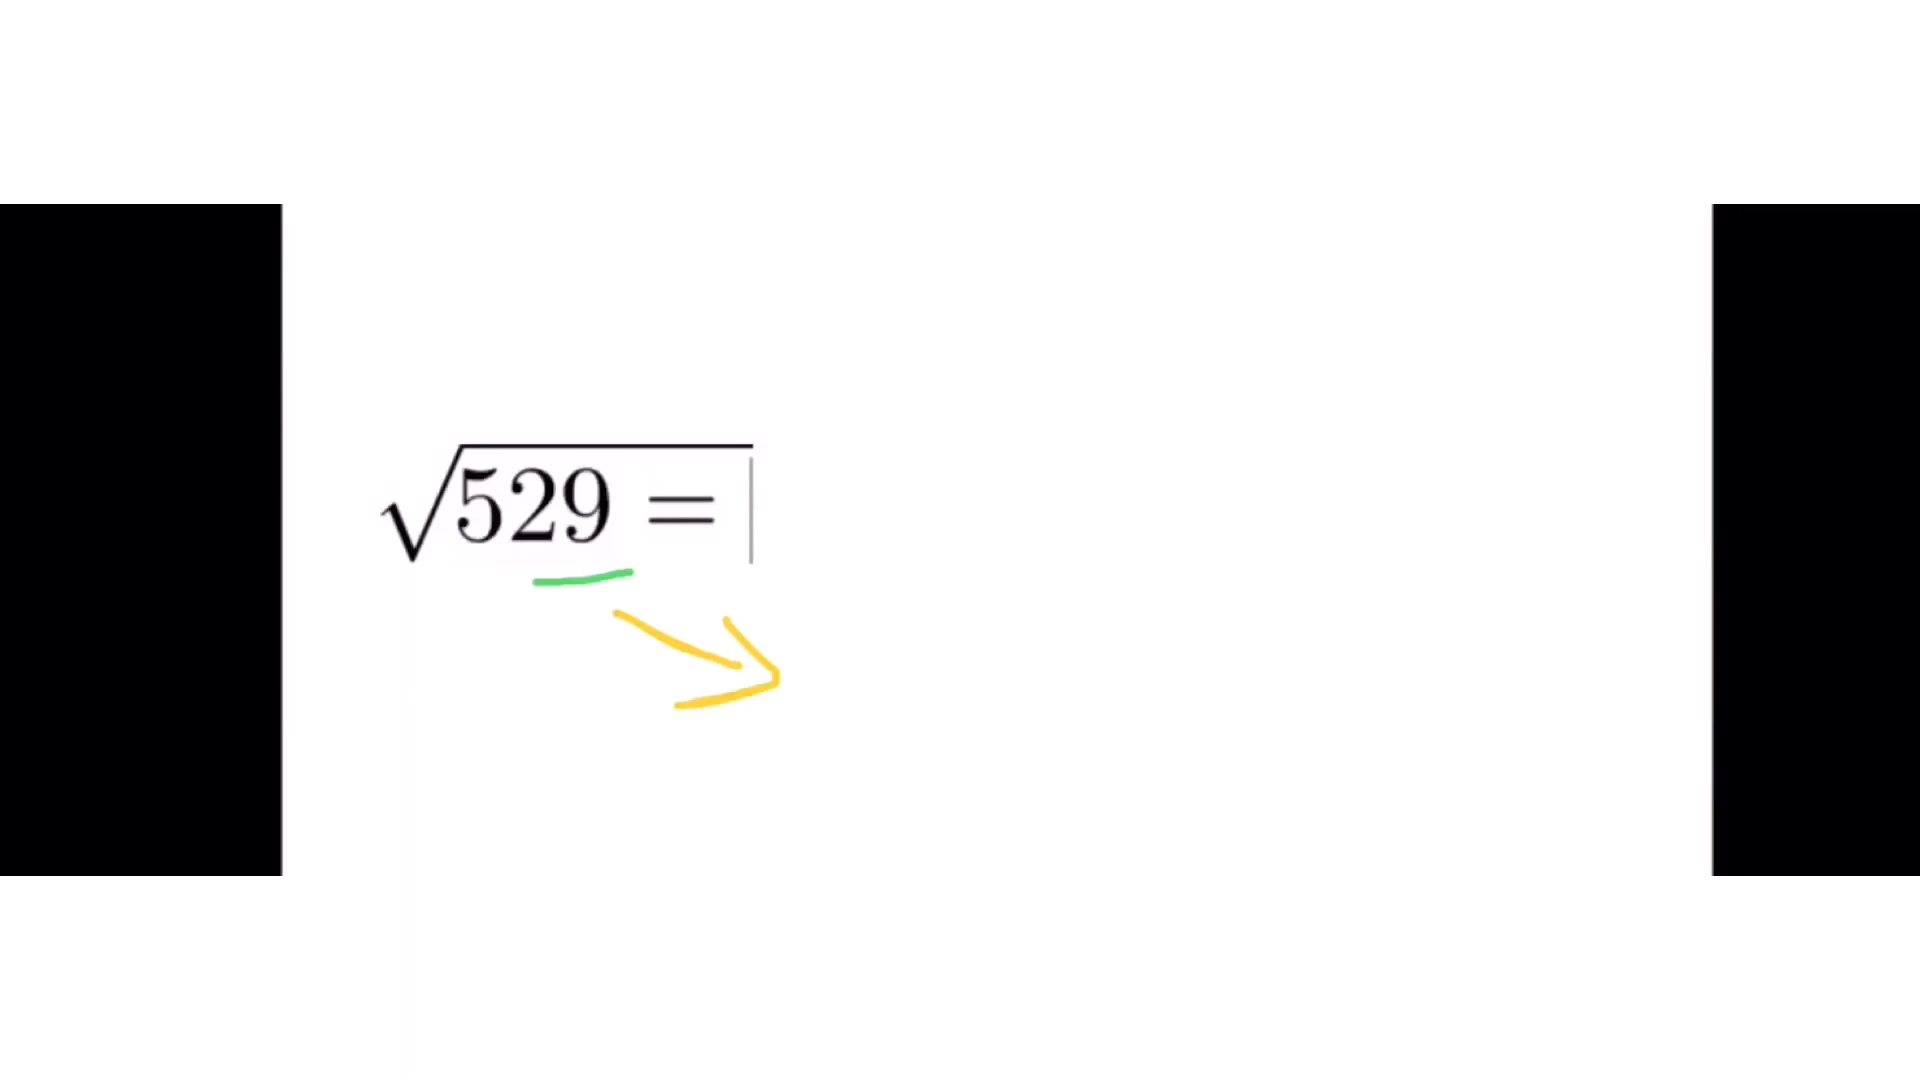 √529 =